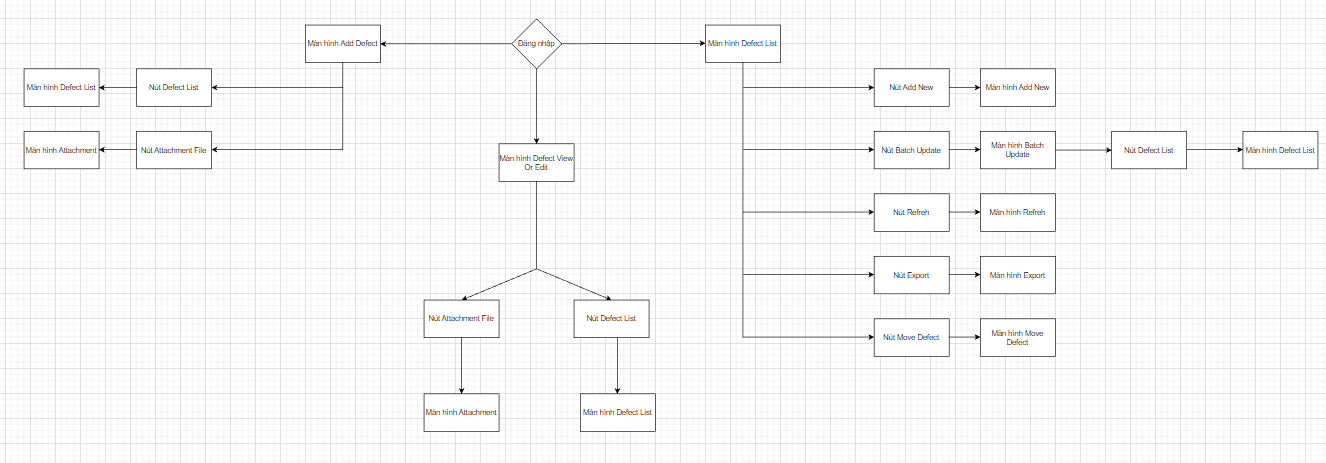 Màn hình Add Defect
Đăng nhập
Màn hình Defect List
Màn hình Defect List
Nút Defect List
Nút Add New
Màn hình Add New
Màn hình Attachment
Nút Attachment File
Màn hình Defect View
Or Edit
Nút Batch Update
Màn hình Batch
Update
Nút Defect List
Màn hình Defect List
Nút Refreh
Màn hình Refreh
Nút Export
Màn hình Export
Nút Attachment File
Nút Defect List
Nút Move Defect
Màn hình Move
Defect
Màn hình Attachment
Màn hình Defect List